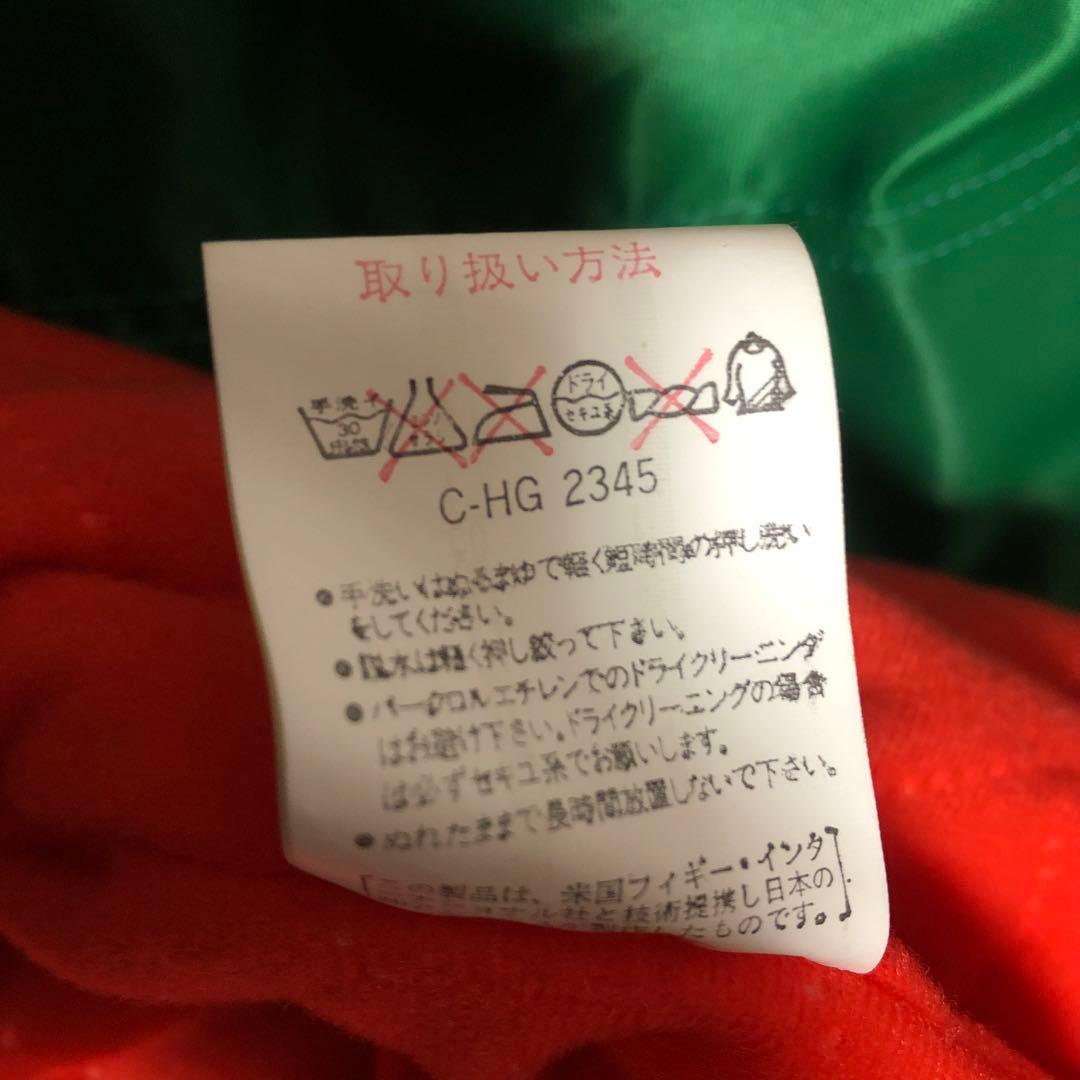 取り扱い方法
手洗イ
30
中性
ドライ
セキユ系
C-HG 2345
●手洗いはぬるまゆで軽く短時間の押し洗い
をしてください。
●脱水は軽く押し絞って下さい。
●パークロルエチレンでのドライクリーニング
はお避け下さい。ドライクリーニングの場合
は必ずセキユ系でお願いします。
●ぬれたままで長時間放置しないで下さい。
この製品は、米国フィギー・インタ
ナル社と技術提携し日本の
したものです。